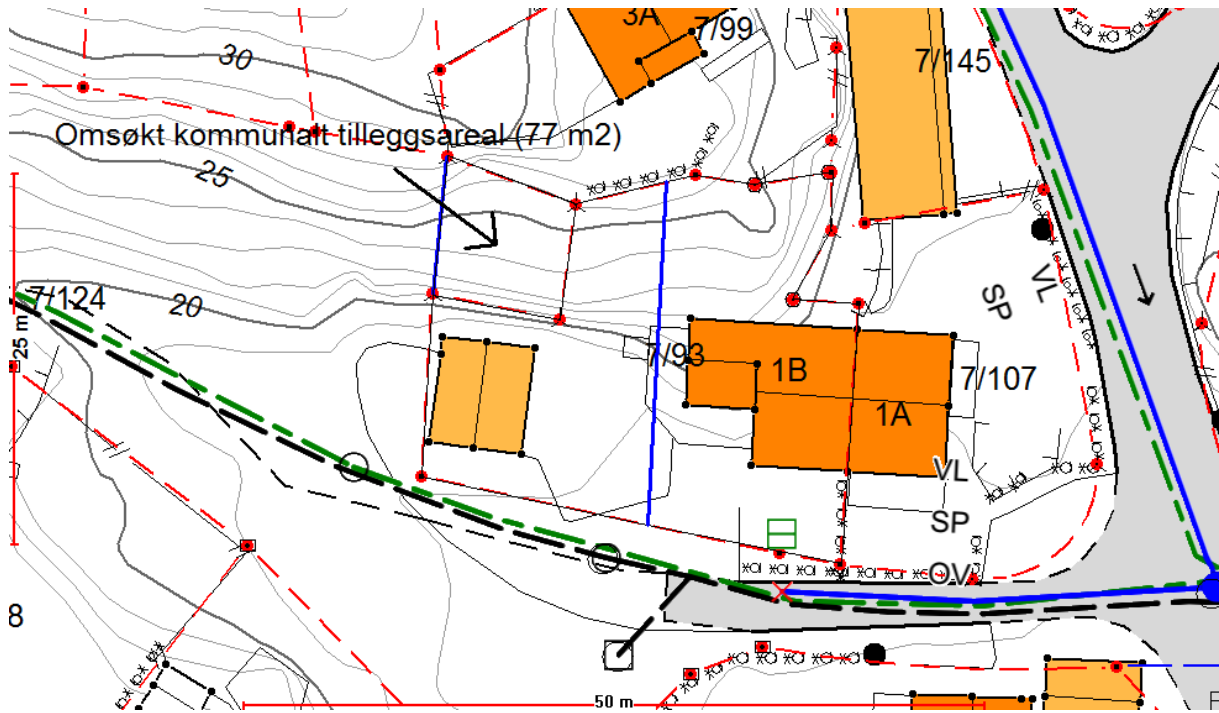 3A
7/99
30
7/145
Omsøkt kommunalt tilleggsareal (77 m2)
25
VL
SP
7/124
20
25 m
7/93
1B
7/107
1A
VL
SP
OV
8
50 m